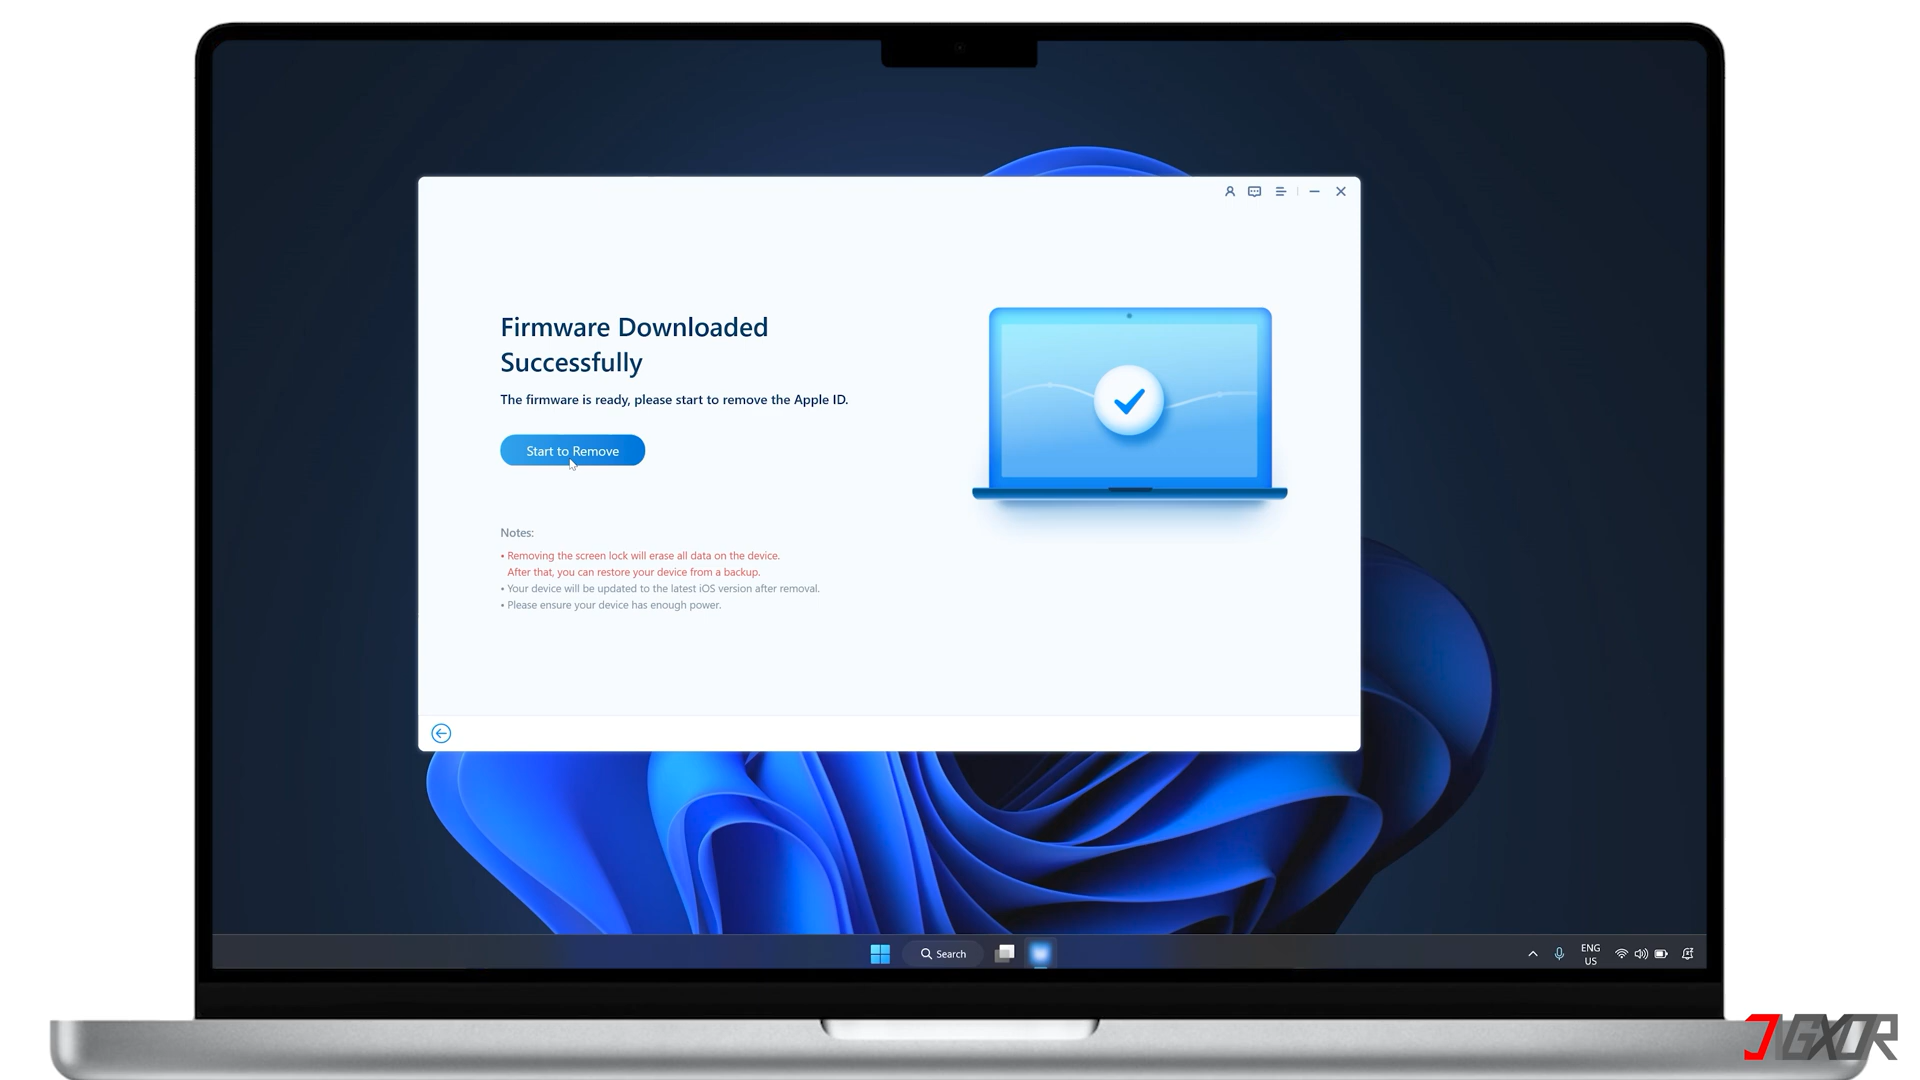 Firmware Downloaded
Successfully
The firmware is ready, please start to remove the Apple ID.
Start to Remove
Notes:
• Removing the screen lock will erase all data on the device.
After that, you can restore your device from a backup.
• Your device will be updated to the latest iOS version after removal.
• Please ensure your device has enough power.
Search
ENG
US
JIGXOR